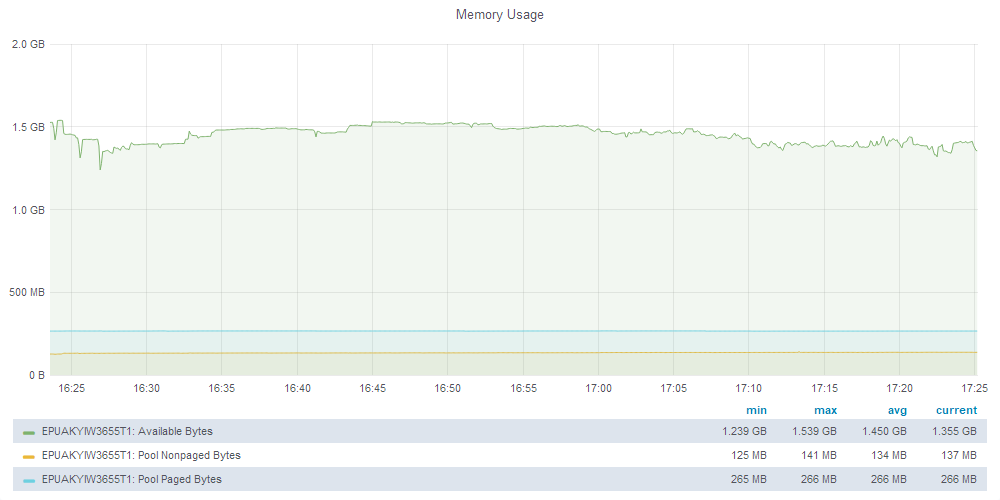 Memory Usage
2.0 GB
1.5 GB
1.0 GB
500 MB
0 B
16:25 16:30 16:35 16:40 16:45 16:50 16:55 17:00 17:05 17:10 17:15 17:20 17:25
min max avg current
EPUAKYIW3655T1: Available Bytes 1.239 GB 1.539 GB 1.450 GB 1.355 GB
EPUAKYIW3655T1: Pool Nonpaged Bytes 125 MB 141 MB 134 MB 137 MB
EPUAKYIW3655T1: Pool Paged Bytes 265 MB 266 MB 266 MB 266 MB